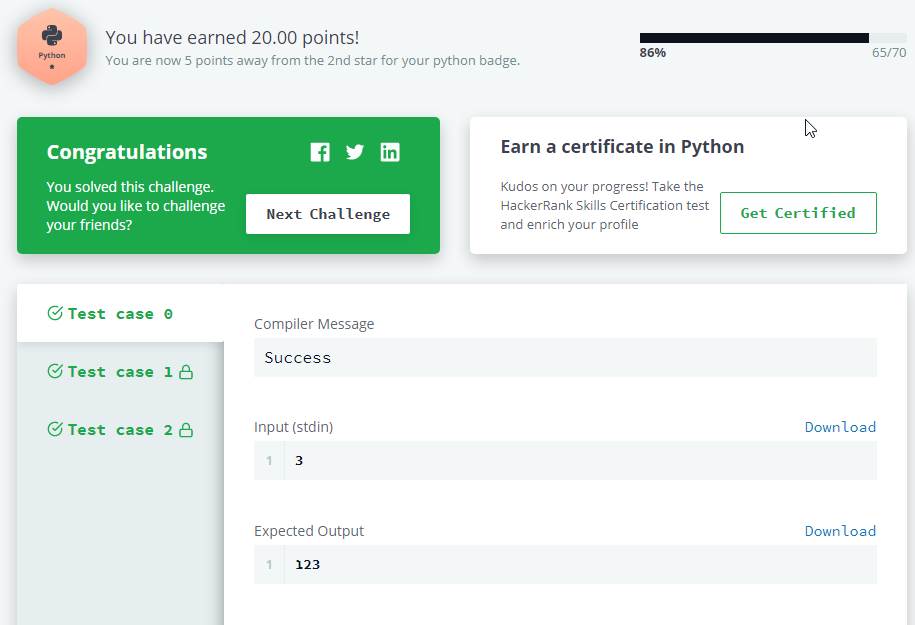 Python
You have earned 20.00 points!
You are now 5 points away from the 2nd star for your python badge.
86%
65/70
Congratulations
You solved this challenge.
Would you like to challenge
your friends?
Next Challenge
Earn a certificate in Python
Kudos on your progress! Take the
HackerRank Skills Certification test
and enrich your profile
Get Certified
Test case 0
Test case 1
Test case 2
Compiler Message
Success
Input (stdin)
Download
1 3
Expected Output
Download
1 123